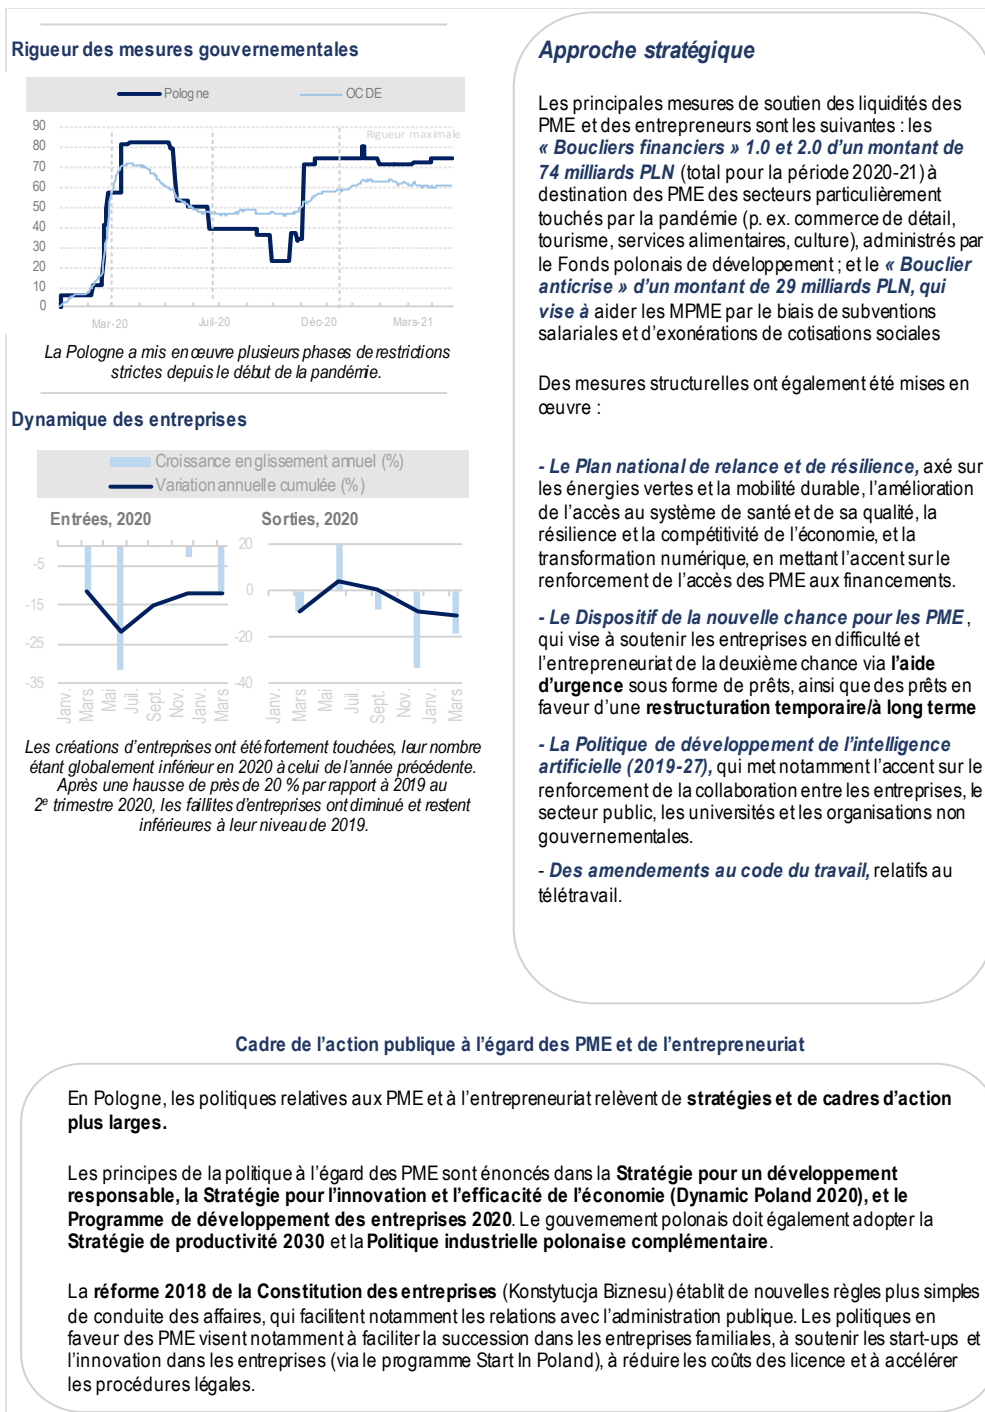 Rigueur des mesures gouvernementales
Pologne
OCDE
Rigueur maximale
90
80
70
60
50
40
30
20
10
0
Mar-20
Juil-20
Déc-20
Mars-21
La Pologne a mis en œuvre plusieurs phases de restrictions
strictes depuis le début de la pandémie.
Dynamique des entreprises
Croissance en glissement annuel (%)
Variation annuelle cumulée (%)
Entrées, 2020
-5
-15
-25
-35
Janv.
Mars
Mai
Juil.
Sept.
Nov.
Janv.
Mars
Sorties, 2020
20
0
-20
-40
Janv.
Mars
Mai
Juil.
Sept.
Nov.
Janv.
Mars
Les créations d'entreprises ont été fortement touchées, leur nombre
étant globalement inférieur en 2020 à celui de l'année précédente.
Après une hausse de près de 20 % par rapport à 2019 au
2e trimestre 2020, les faillites d'entreprises ont diminué et restent
inférieures à leur niveau de 2019.
Approche stratégique
Les principales mesures de soutien des liquidités des
PME et des entrepreneurs sont les suivantes : les
« Boucliers financiers » 1.0 et 2.0 d'un montant de
74 milliards PLN (total pour la période 2020-21) à
destination des PME des secteurs particulièrement
touchés par la pandémie (p. ex. commerce de détail,
tourisme, services alimentaires, culture), administrés par
le Fonds polonais de développement ; et le « Bouclier
anticrise » d'un montant de 29 milliards PLN, qui
vise à aider les MPME par le biais de subventions
salariales et d'exonérations de cotisations sociales
Des mesures structurelles ont également été mises en
œuvre :
- Le Plan national de relance et de résilience, axé sur
les énergies vertes et la mobilité durable, l'amélioration
de l'accès au système de santé et de sa qualité, la
résilience et la compétitivité de l'économie, et la
transformation numérique, en mettant l'accent sur le
renforcement de l'accès des PME aux financements.
- Le Dispositif de la nouvelle chance pour les PME ,
qui vise à soutenir les entreprises en difficulté et
l'entrepreneuriat de la deuxième chance via l'aide
d'urgence sous forme de prêts, ainsi que des prêts en
faveur d'une restructuration temporaire/à long terme
- La Politique de développement de l'intelligence
artificielle (2019-27), qui met notamment l'accent sur le
renforcement de la collaboration entre les entreprises, le
secteur public, les universités et les organisations non
gouvernementales.
- Des amendements au code du travail, relatifs au
télétravail.
Cadre de l'action publique à l'égard des PME et de l'entrepreneuriat
En Pologne, les politiques relatives aux PME et à l'entrepreneuriat relèvent de stratégies et de cadres d'action
plus larges.
Les principes de la politique à l'égard des PME sont énoncés dans la Stratégie pour un développement
responsable, la Stratégie pour l'innovation et l'efficacité de l'économie (Dynamic Poland 2020), et le
Programme de développement des entreprises 2020. Le gouvernement polonais doit également adopter la
Stratégie de productivité 2030 et la Politique industrielle polonaise complémentaire.
La réforme 2018 de la Constitution des entreprises (Konstytucja Biznesu) établit de nouvelles règles plus simples
de conduite des affaires, qui facilitent notamment les relations avec l'administration publique. Les politiques en
faveur des PME visent notamment à faciliter la succession dans les entreprises familiales, à soutenir les start-ups et
l'innovation dans les entreprises (via le programme Start In Poland), à réduire les coûts des licence et à accélérer
les procédures légales.